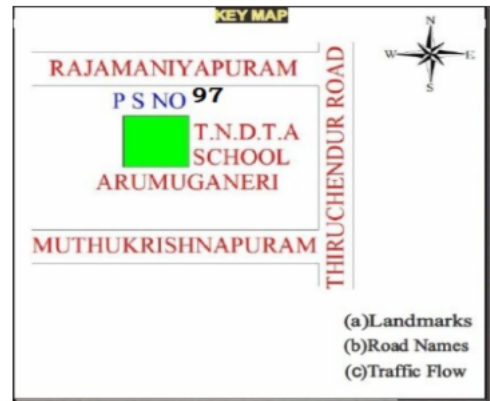 KEY MAP
N
W
E
S
RAJAMANIYAPURAM
P S NO 97
T.N.D.T.A
SCHOOL
ARUMUGANERI
MUTHUKRISHNAPURAM
THIRUCHENDUR ROAD
(a)Landmarks
(b)Road Names
(c)Traffic Flow